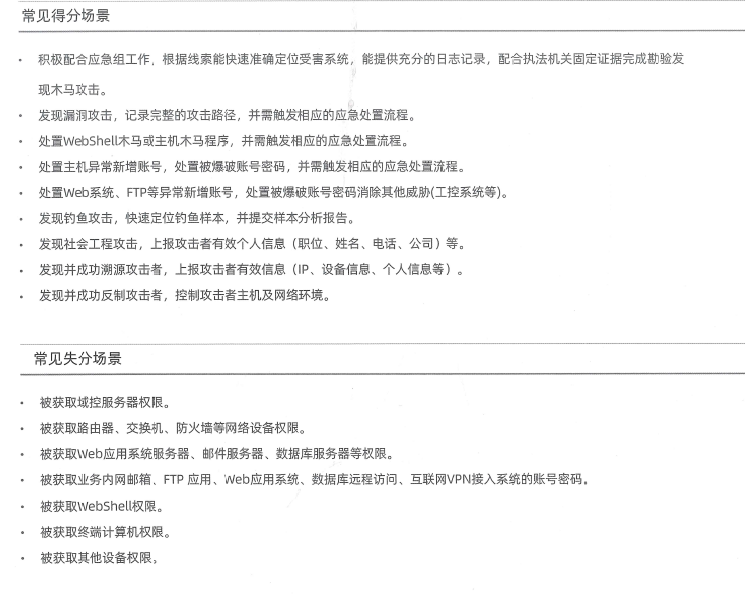 常见得分场景
• 积极配合应急组工作，根据线索能快速准确定位受害系统，能提供充分的日志记录，配合执法机关固定证据完成勘验发
现木马攻击。
• 发现漏洞攻击，记录完整的攻击路径，并需触发相应的应急处置流程。
• 处置WebShell木马或主机木马程序，并需触发相应的应急处置流程。
• 处置主机异常新增账号，处置被爆破账号密码，并需触发相应的应急处置流程。
• 处置Web系统、FTP等异常新增账号，处置被爆破账号密码消除其他威胁(工控系统等)。
• 发现钓鱼攻击，快速定位钓鱼样本，并提交样本分析报告。
• 发现社会工程攻击，上报攻击者有效个人信息（职位、姓名、电话、公司）等。
• 发现并成功溯源攻击者，上报攻击者有效信息（IP、设备信息、个人信息等）。
• 发现并成功反制攻击者，控制攻击者主机及网络环境。
常见失分场景
• 被获取域控服务器权限。
• 被获取路由器、交换机、防火墙等网络设备权限。
• 被获取Web应用系统服务器、邮件服务器、数据库服务器等权限。
• 被获取业务内网邮箱、FTP 应用、Web应用系统、数据库远程访问、互联网VPN接入系统的账号密码。
• 被获取WebShell权限。
• 被获取终端计算机权限。
• 被获取其他设备权限。